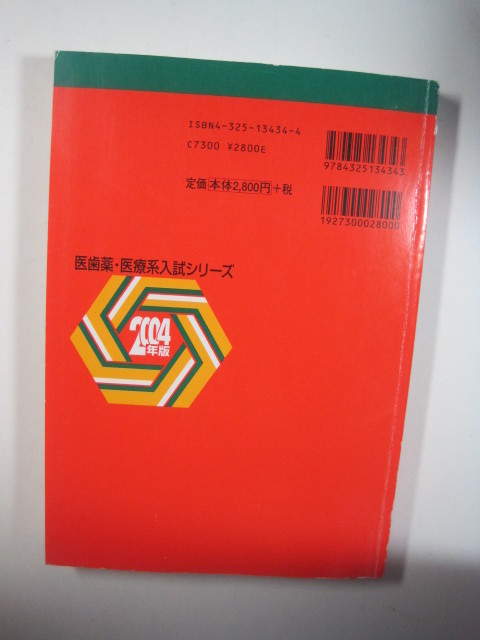 ISBN4-325-13434-4
C7300 ¥2800E
定価 本体2,800円+税
9784325134343
1927300028000
医歯薬・医療系入試シリーズ
2004
年版